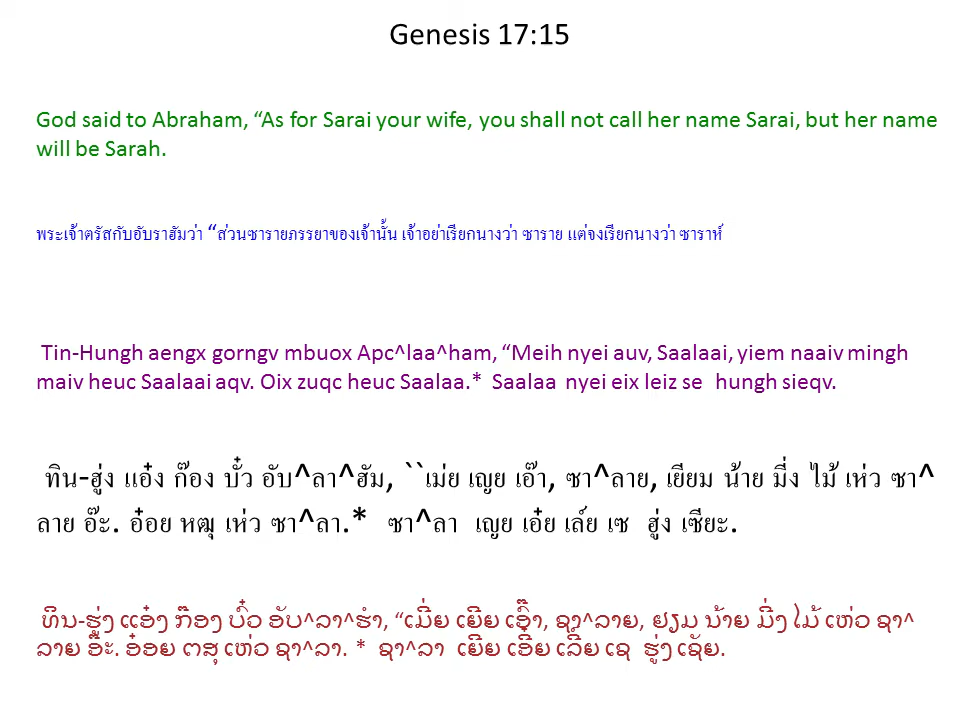 Genesis 17:15
God said to Abraham, “As for Sarai your wife, you shall not call her name Sarai, but her name
will be Sarah.
พระเจ้าตรัสกับอับราฮัมว่า “ส่วนซารายภรรยาของเจ้านั้น เจ้าอย่าเรียกนางว่า ซาราย แต่จงเรียกนางว่า ซาราห์
Tin-Hungh aengx gorngv mbuox Apc^laa^ham, “Meih nyei auv, Saalaai, yiem naaiv mingh
maiv heuc Saalaai aqv. Oix zuqc heuc Saalaa.* Saalaa nyei eix leiz se hungh sieqv.
ทิน-ฮู่ง แอ๋ง ก๊อง บั๋ว อับ^ลา^ฮัม, ``เม่ย เญย เอ๊า, ซา^ลาย, เยียม น้าย มี่ง ไม้ เห่ว ซา^
ลาย อ๊ะ. อ๋อย หฒุ เห่ว ซา^ลา.* ซา^ลา เญย เอ๋ย เล์ย เซ ฮู่ง เซียะ.
ທິນ-ຮູ່ງ ແອ໋ງ ກ໊ອງ ບົ໋ວ ອັບ^ລາ^ຮຳ, “ເມີ່ຍ ເຍີຍ ເອົ໊າ, ຊາ^ລາຍ, ຢຽມ ນ້າຍ ມີ່ງ ໄມ້ ເຫ່ວ ຊາ^
ລາຍ ອ໊ະ. ອ໋ອຍ ຕສຸ ເຫ່ວ ຊາ^ລາ. * ຊາ^ລາ ເຍີຍ ເອີ໋ຍ ເລີ໌ຍ ເຊ ຮູ່ງ ເຊັຍ.